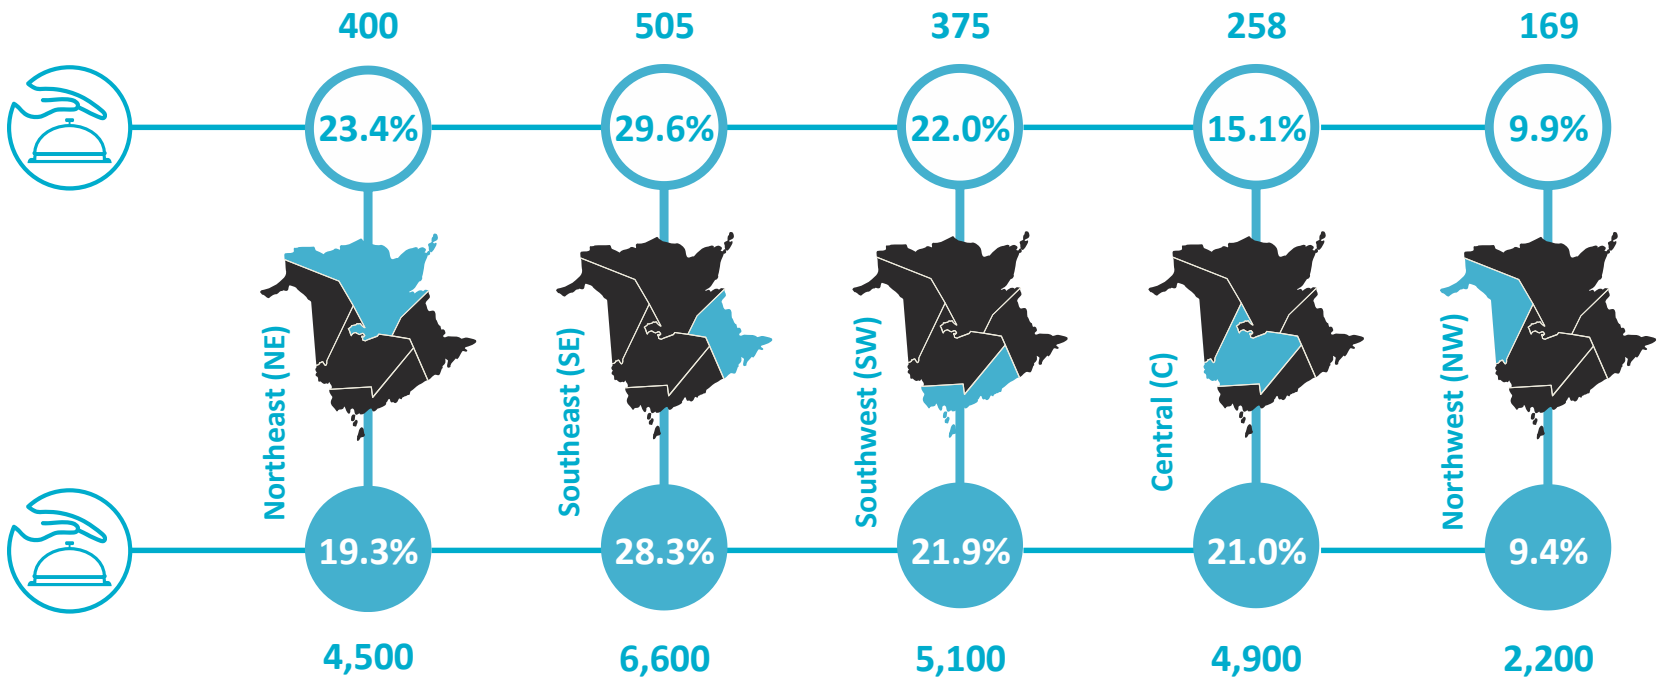 400 505 375 258 169
23.4% 29.6% 22.0% 15.1% 9.9%
Northeast (NE)
Southeast (SE)
Southwest (SW)
Central (C)
Northwest (NW)
19.3% 28.3% 21.9% 21.0% 9.4%
4,500 6,600 5,100 4,900 2,200